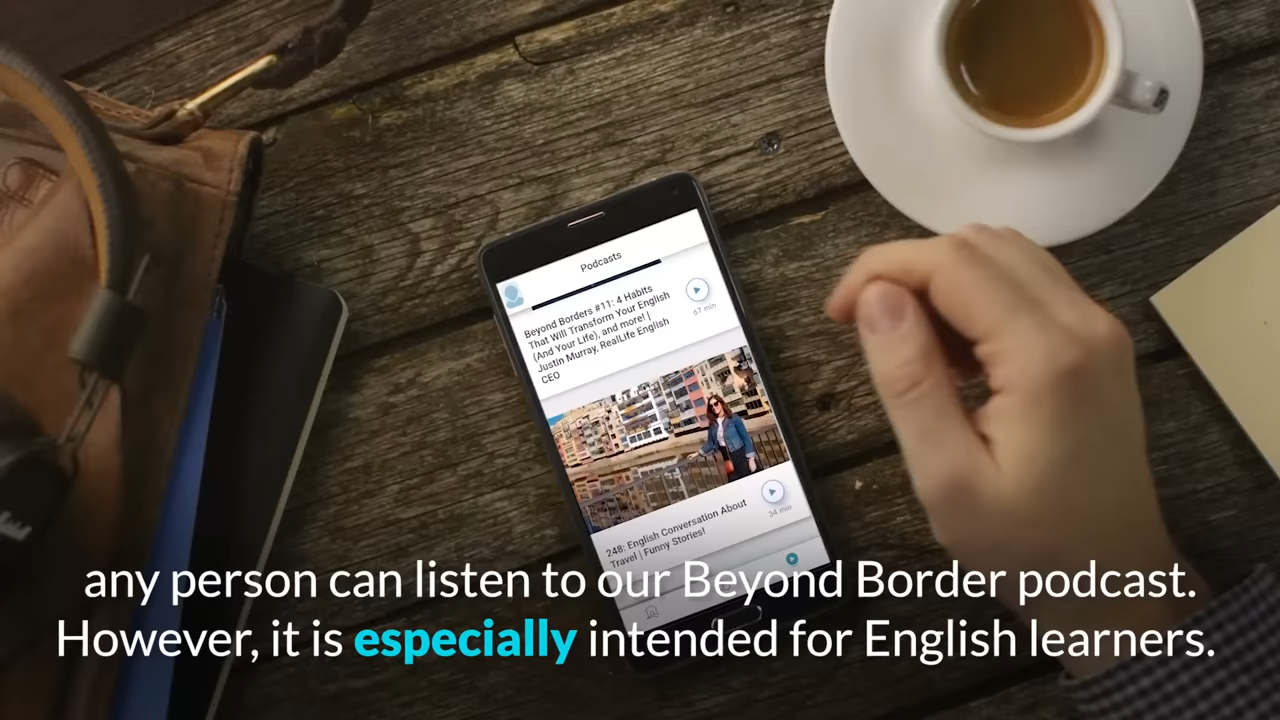 Podcasts
Beyond Borders #11: 4 Habits
That Will Transform Your English
(And Your Life), and more! |
Justin Murray, RealLife English
CEO
67 min
248: English Conversation About
Travel | Funny Stories!
34 min
any person can listen to our Beyond Border podcast.
However, it is especially intended for English learners.